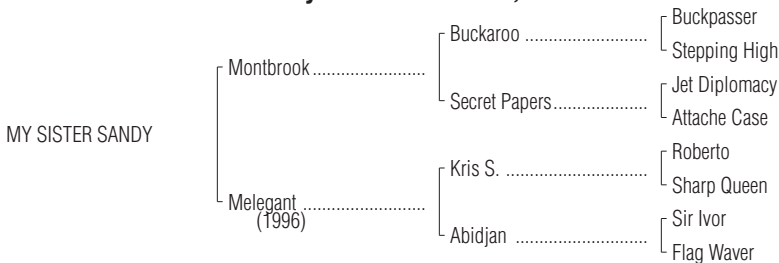 Buckpasser
Buckaroo ..........................
Stepping High
Montbrook ........................
Jet Diplomacy
Secret Papers....................
Attache Case
MY SISTER SANDY
Roberto
Kris S. ..............................
Sharp Queen
Melegant ..........................
(1996)
Sir Ivor
Abidjan ............................
Flag Waver